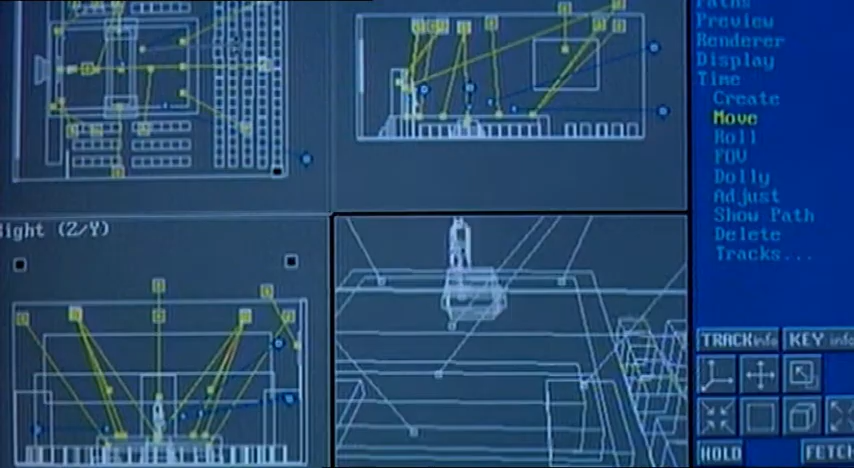 Paths
Preview
Renderer
Display
Time
Create
Move
Roll
FOV
Dolly
Adjust
Show Path
Delete
Tracks...
Right (Z/Y)
TRACK info KEY info
HOLD FETCH